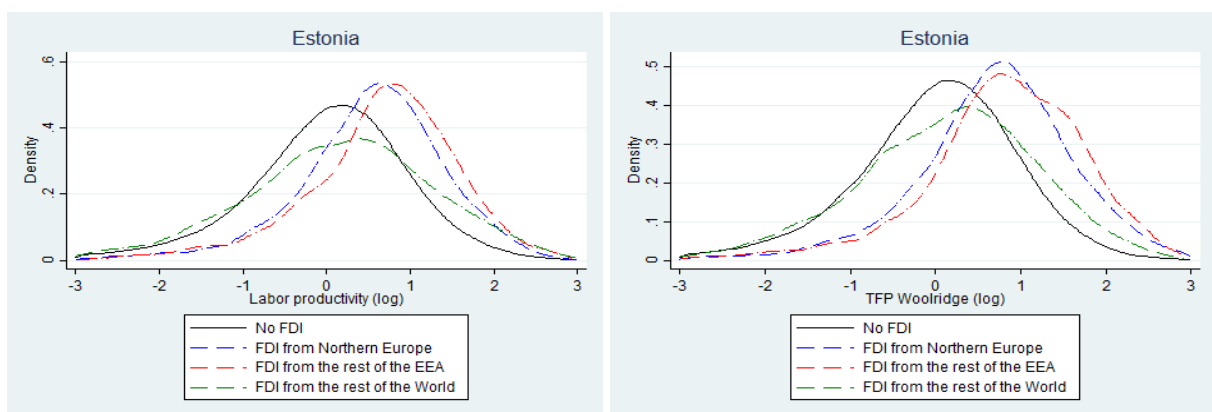 Estonia
Density
0
.2
.4
.6
-3 -2 -1 0 1 2 3
Labor productivity (log)
No FDI
FDI from Northern Europe
FDI from the rest of the EEA
FDI from the rest of the World
Estonia
Density
0
.1
.2
.3
.4
.5
-3 -2 -1 0 1 2 3
TFP Woolridge (log)
No FDI
FDI from Northern Europe
FDI from the rest of the EEA
FDI from the rest of the World